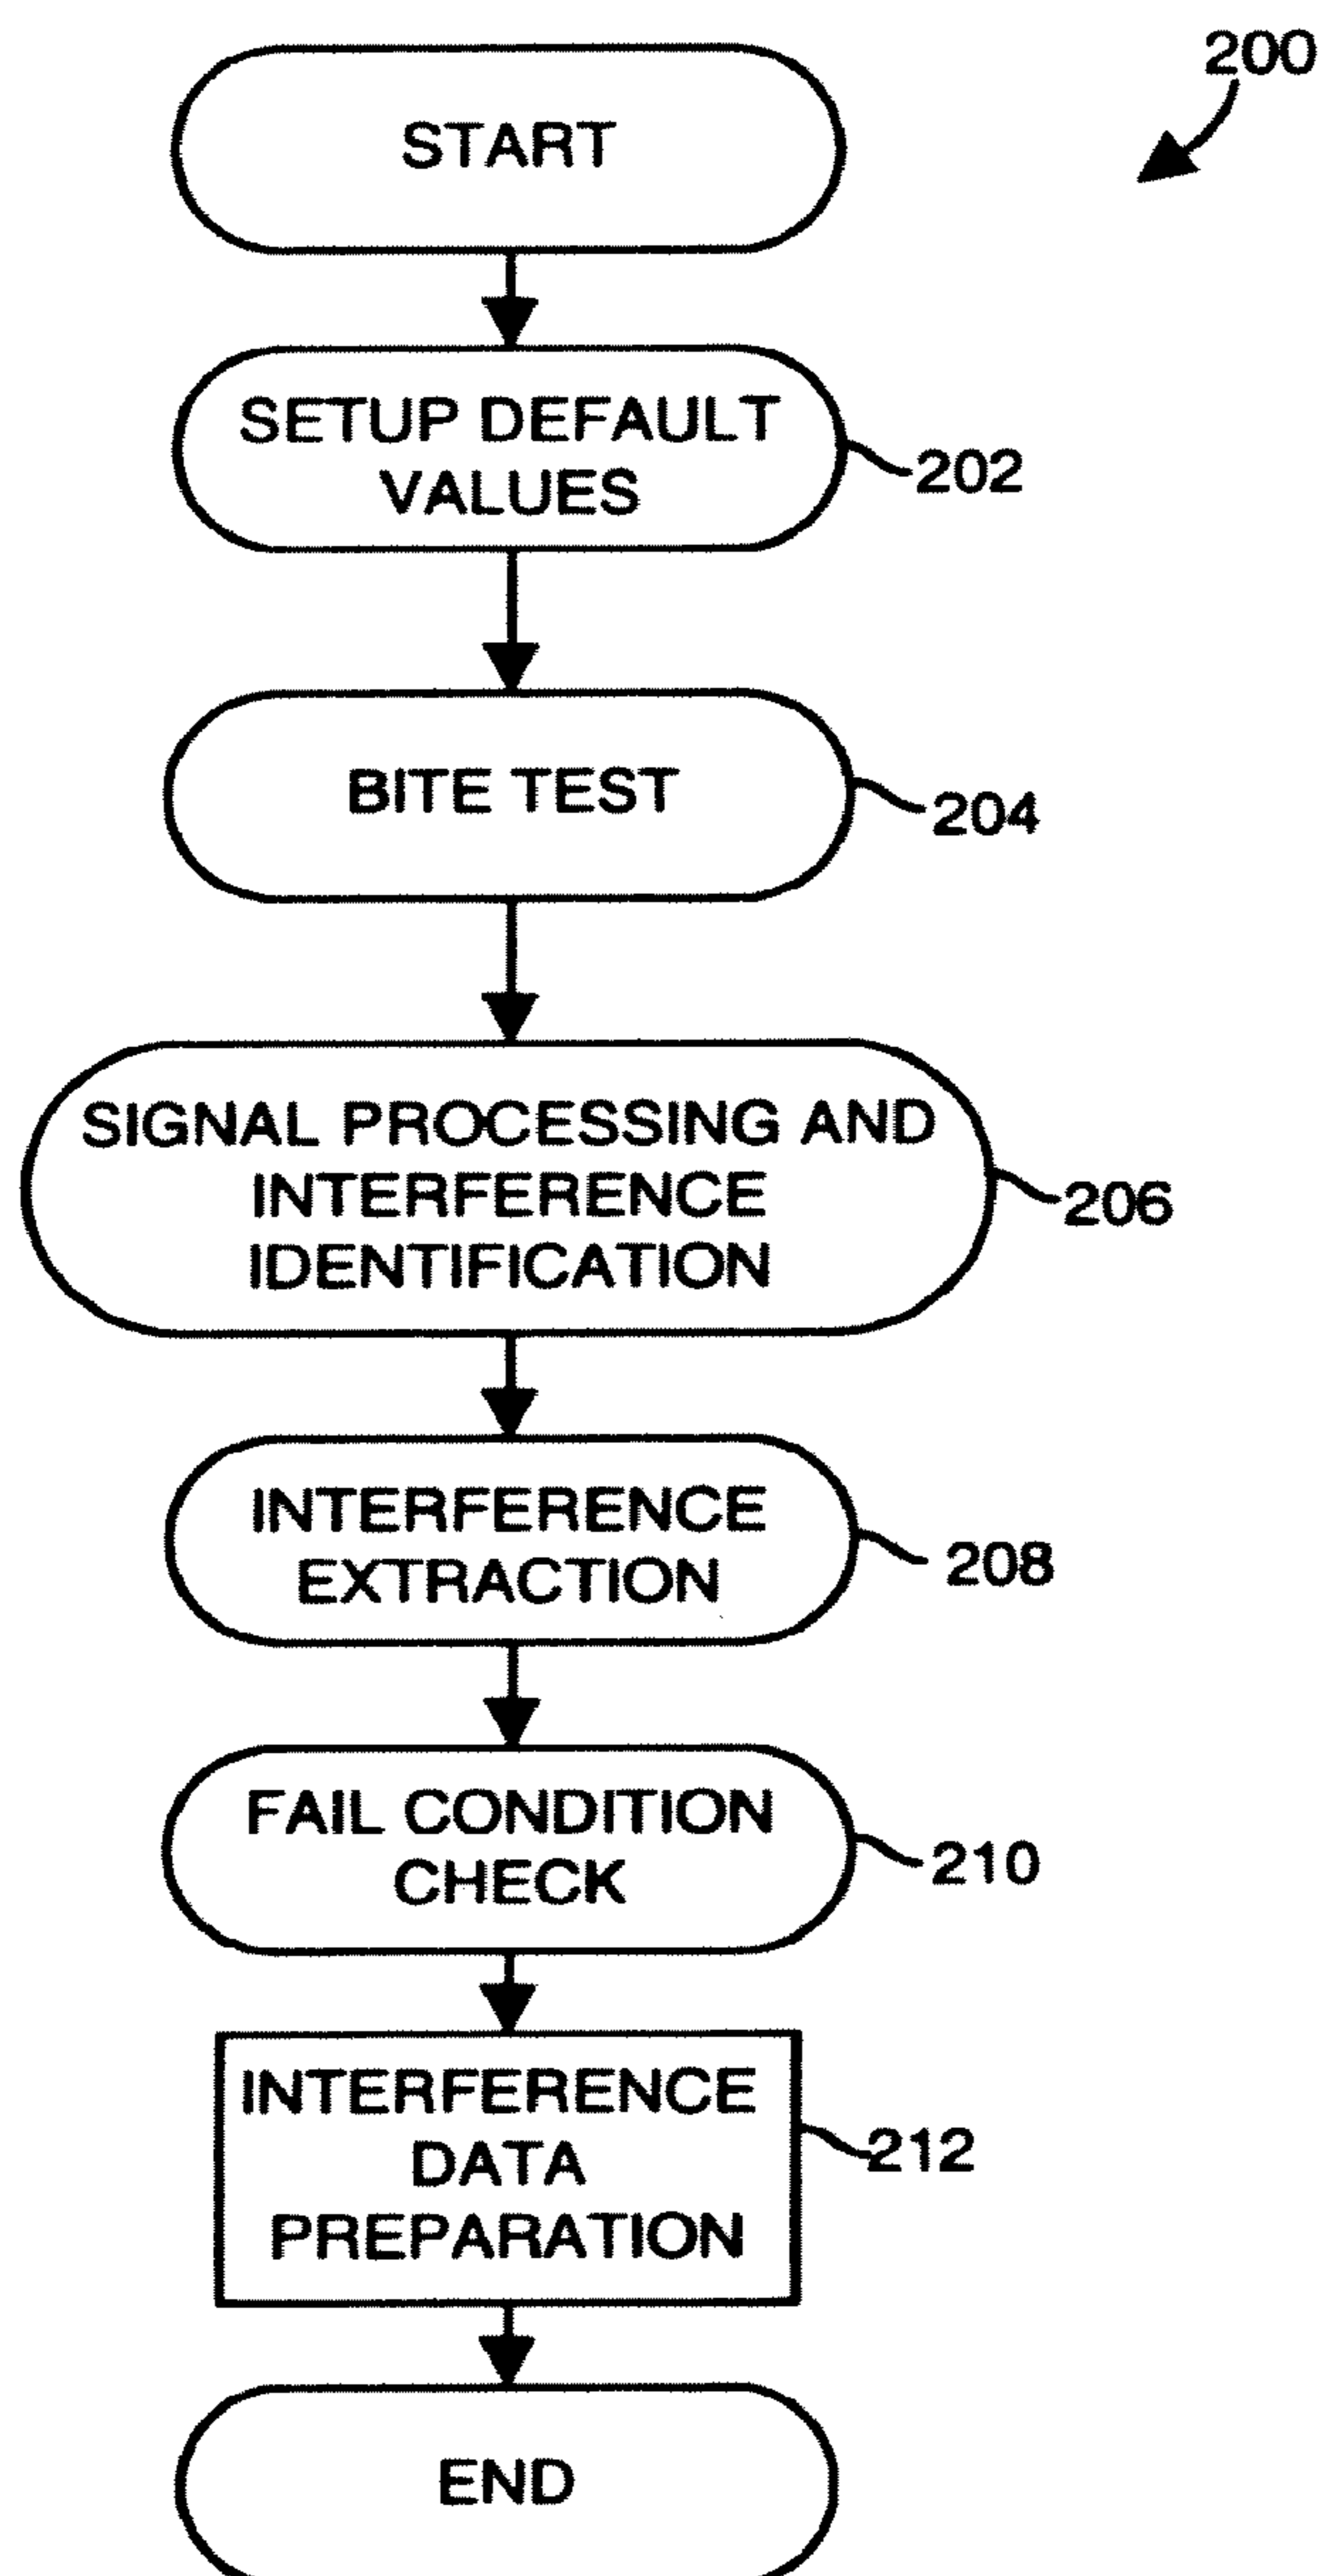 200
START
SETUP DEFAULT
VALUES
202
BITE TEST
204
SIGNAL PROCESSING AND
INTERFERENCE
IDENTIFICATION
206
INTERFERENCE
EXTRACTION
208
FAIL CONDITION
CHECK
210
INTERFERENCE
DATA
PREPARATION
212
END